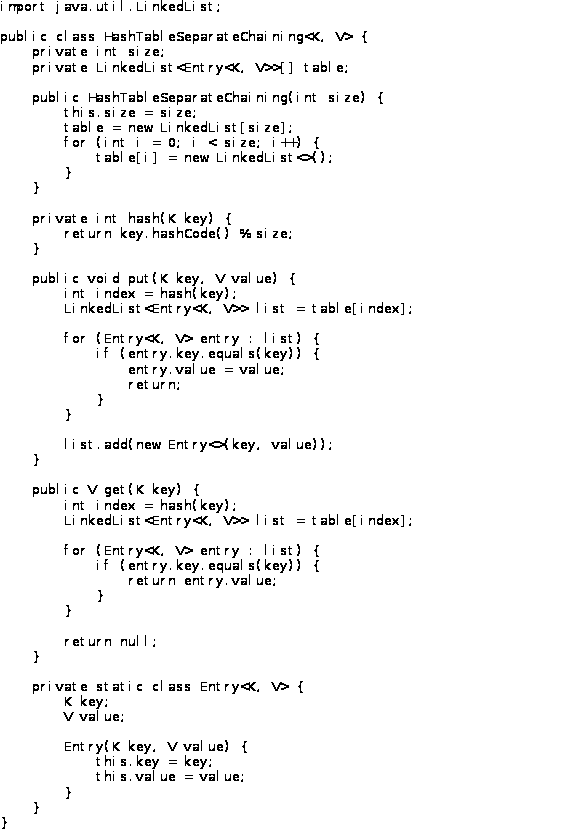 import java.util.LinkedList;

public class HashTableSeparateChaining<K, V> {
    private int size;
    private LinkedList<Entry<K, V>>[] table;

    public HashTableSeparateChaining(int size) {
        this.size = size;
        table = new LinkedList[size];
        for (int i = 0; i < size; i++) {
            table[i] = new LinkedList<>();
        }
    }

    private int hash(K key) {
        return key.hashCode() % size;
    }

    public void put(K key, V value) {
        int index = hash(key);
        LinkedList<Entry<K, V>> list = table[index];

        for (Entry<K, V> entry : list) {
            if (entry.key.equals(key)) {
                entry.value = value;
                return;
            }
        }

        list.add(new Entry<>(key, value));
    }

    public V get(K key) {
        int index = hash(key);
        LinkedList<Entry<K, V>> list = table[index];

        for (Entry<K, V> entry : list) {
            if (entry.key.equals(key)) {
                return entry.value;
            }
        }

        return null;
    }

    private static class Entry<K, V> {
        K key;
        V value;

        Entry(K key, V value) {
            this.key = key;
            this.value = value;
        }
    }
}